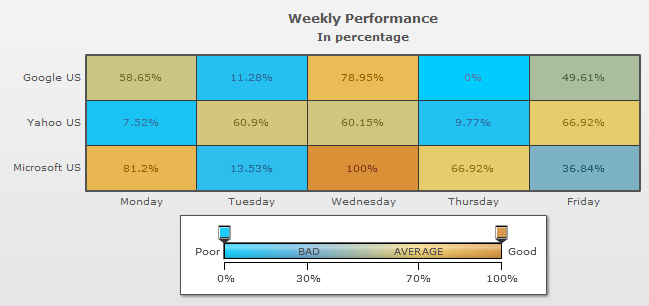 Weekly Performance
In percentage
Google US 58.65% 11.28% 78.95% 0% 49.61%
Yahoo US 7.52% 60.9% 60.15% 9.77% 66.92%
Microsoft US 81.2% 13.53% 100% 66.92% 36.84%
Monday Tuesday Wednesday Thursday Friday
Poor BAD AVERAGE Good
0% 30% 70% 100%